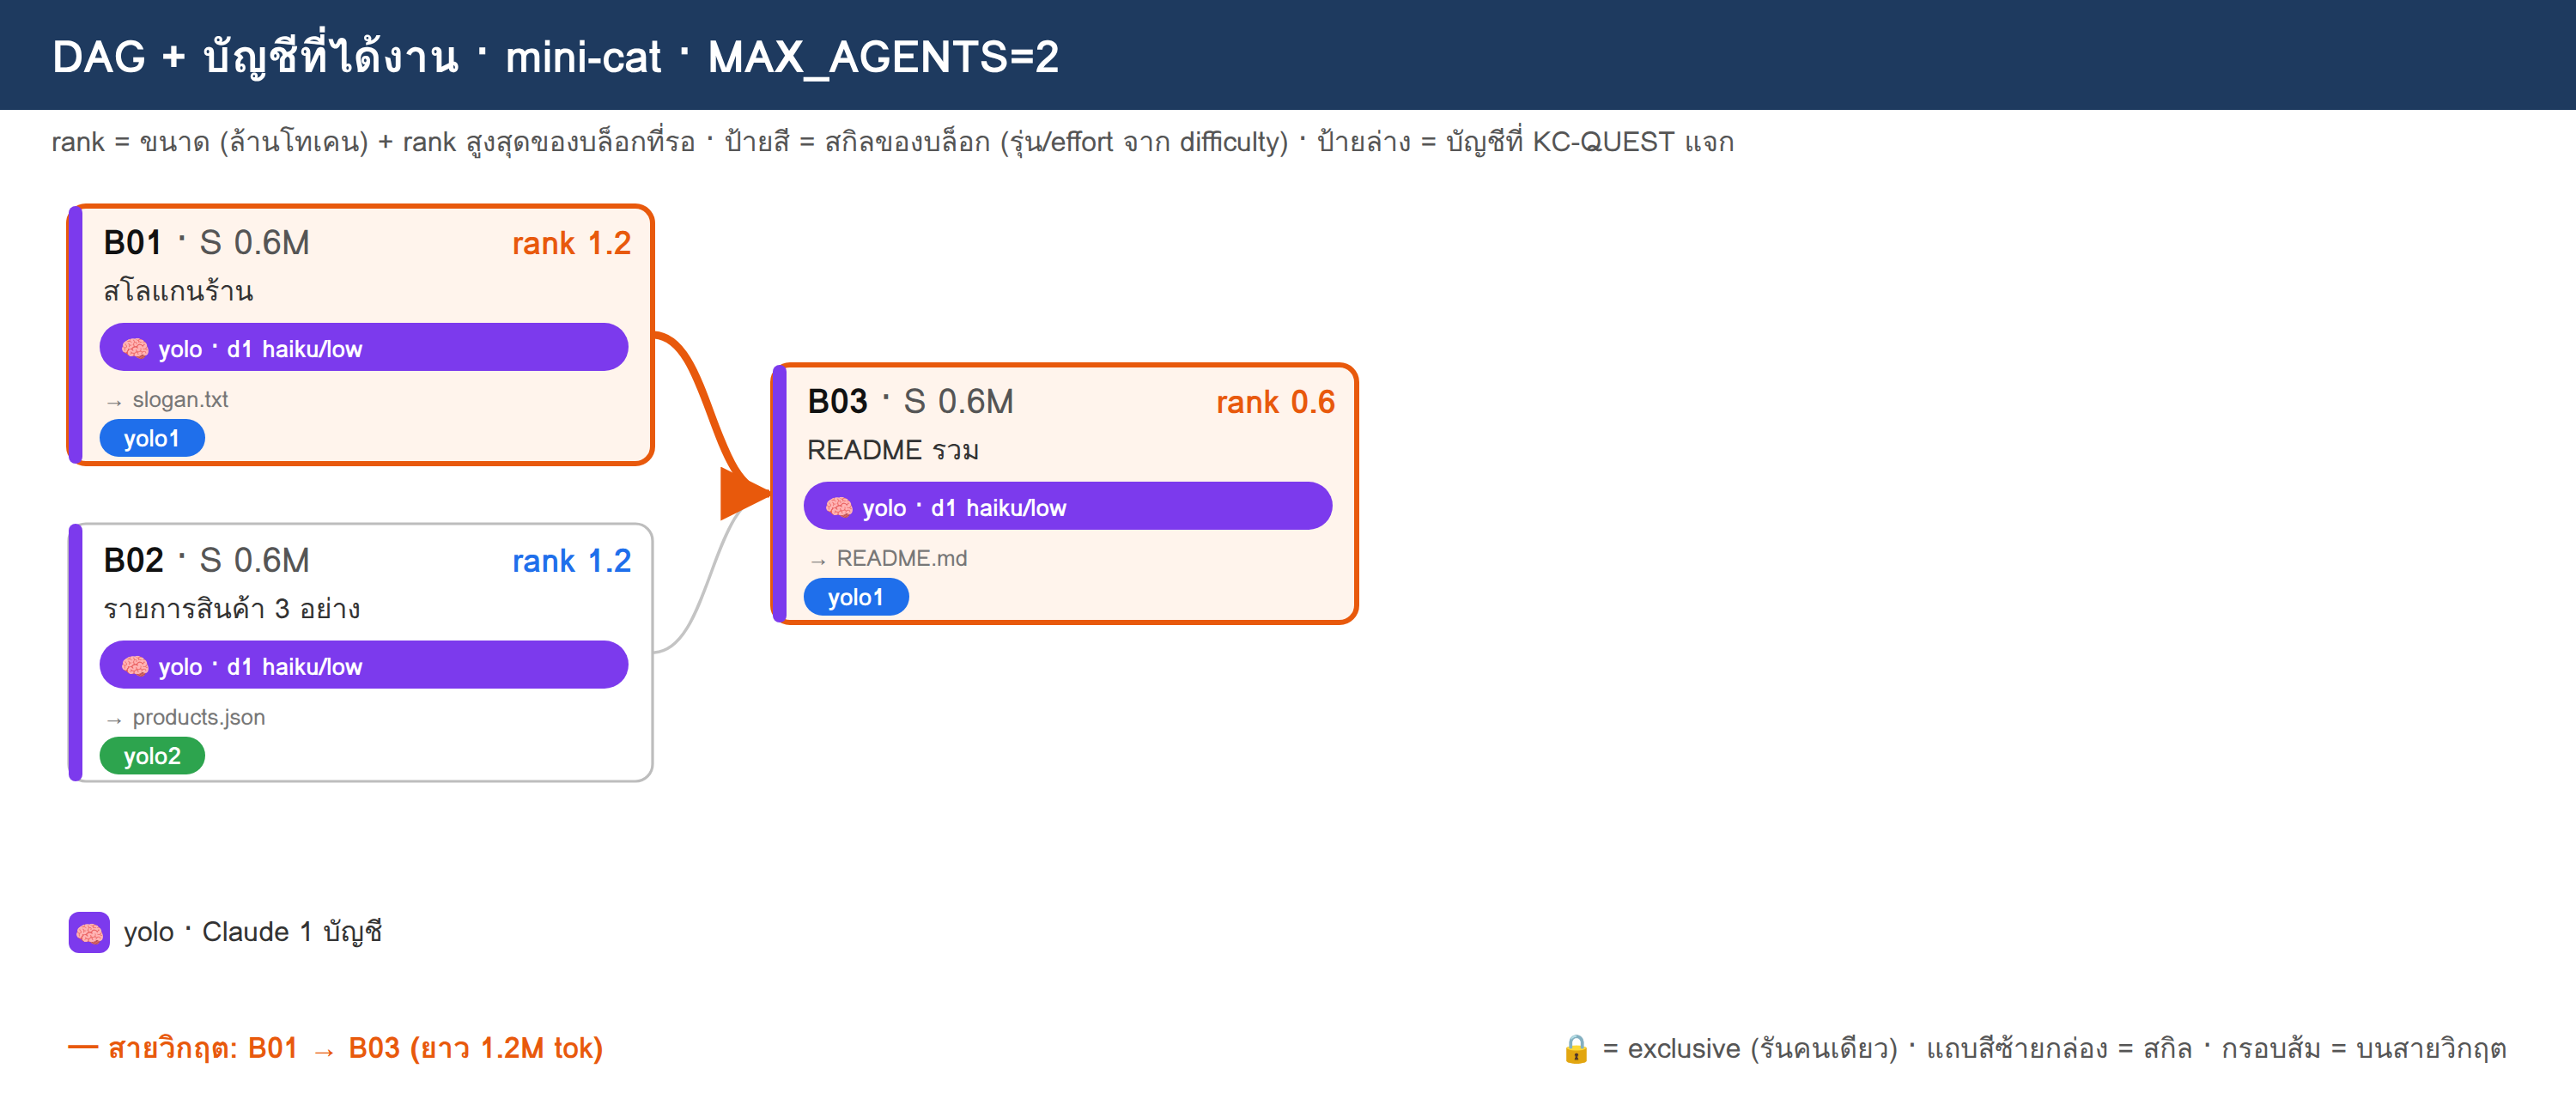 DAG + บัญชีที่ได้งาน · mini-cat · MAX_AGENTS=2
rank = ขนาด (ล้านโทเคน) + rank สูงสุดของบล็อกที่รอ · ป้ายสี = สกิลของบล็อก (รุ่น/effort จาก difficulty) · ป้ายล่าง = บัญชีที่ KC-QUEST แจก
B01 · S 0.6M rank 1.2
สโลแกนร้าน
🧠 yolo · d1 haiku/low
→ slogan.txt
yolo1
B02 · S 0.6M rank 1.2
รายการสินค้า 3 อย่าง
🧠 yolo · d1 haiku/low
→ products.json
yolo2
B03 · S 0.6M rank 0.6
README รวม
🧠 yolo · d1 haiku/low
→ README.md
yolo1
🧠 yolo · Claude 1 บัญชี
— สายวิกฤต: B01 → B03 (ยาว 1.2M tok)
🔒 = exclusive (รันคนเดียว) · แถบสีซ้ายกล่อง = สกิล · กรอบส้ม = บนสายวิกฤต